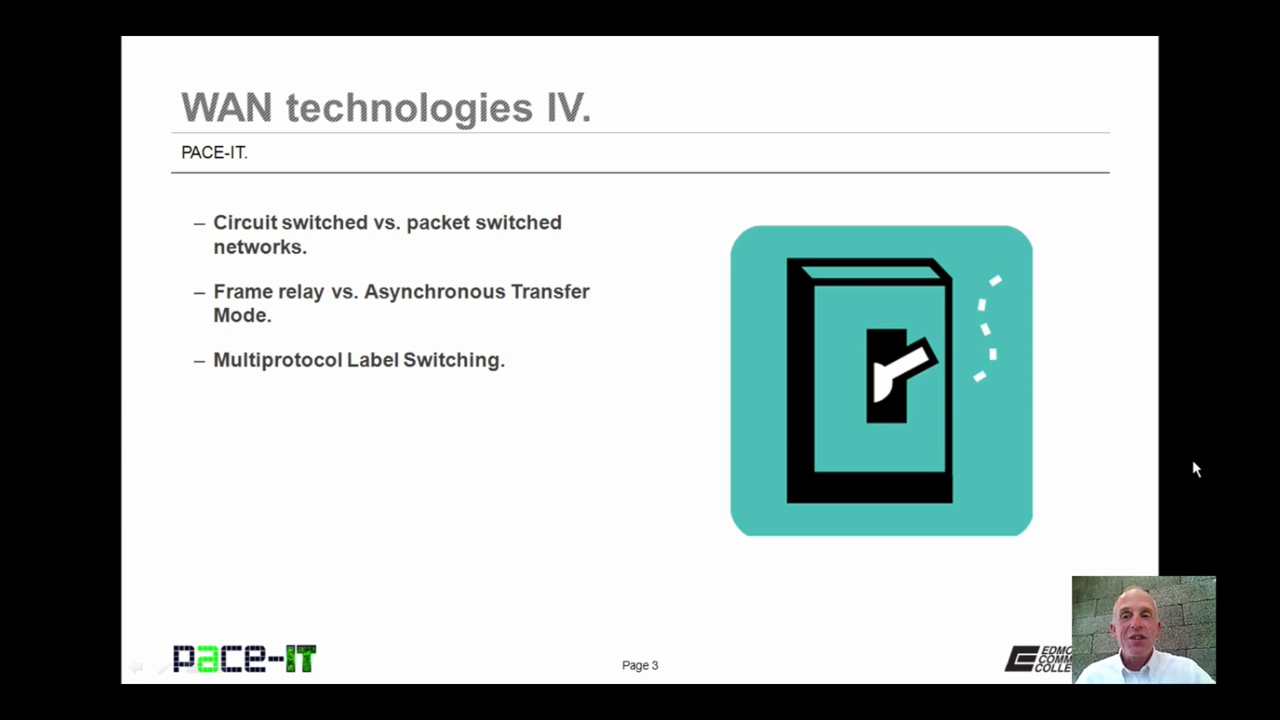 WAN technologies IV.
PACE-IT.
– Circuit switched vs. packet switched
networks.
– Frame relay vs. Asynchronous Transfer
Mode.
– Multiprotocol Label Switching.
pace-IT
Page 3
COLLE